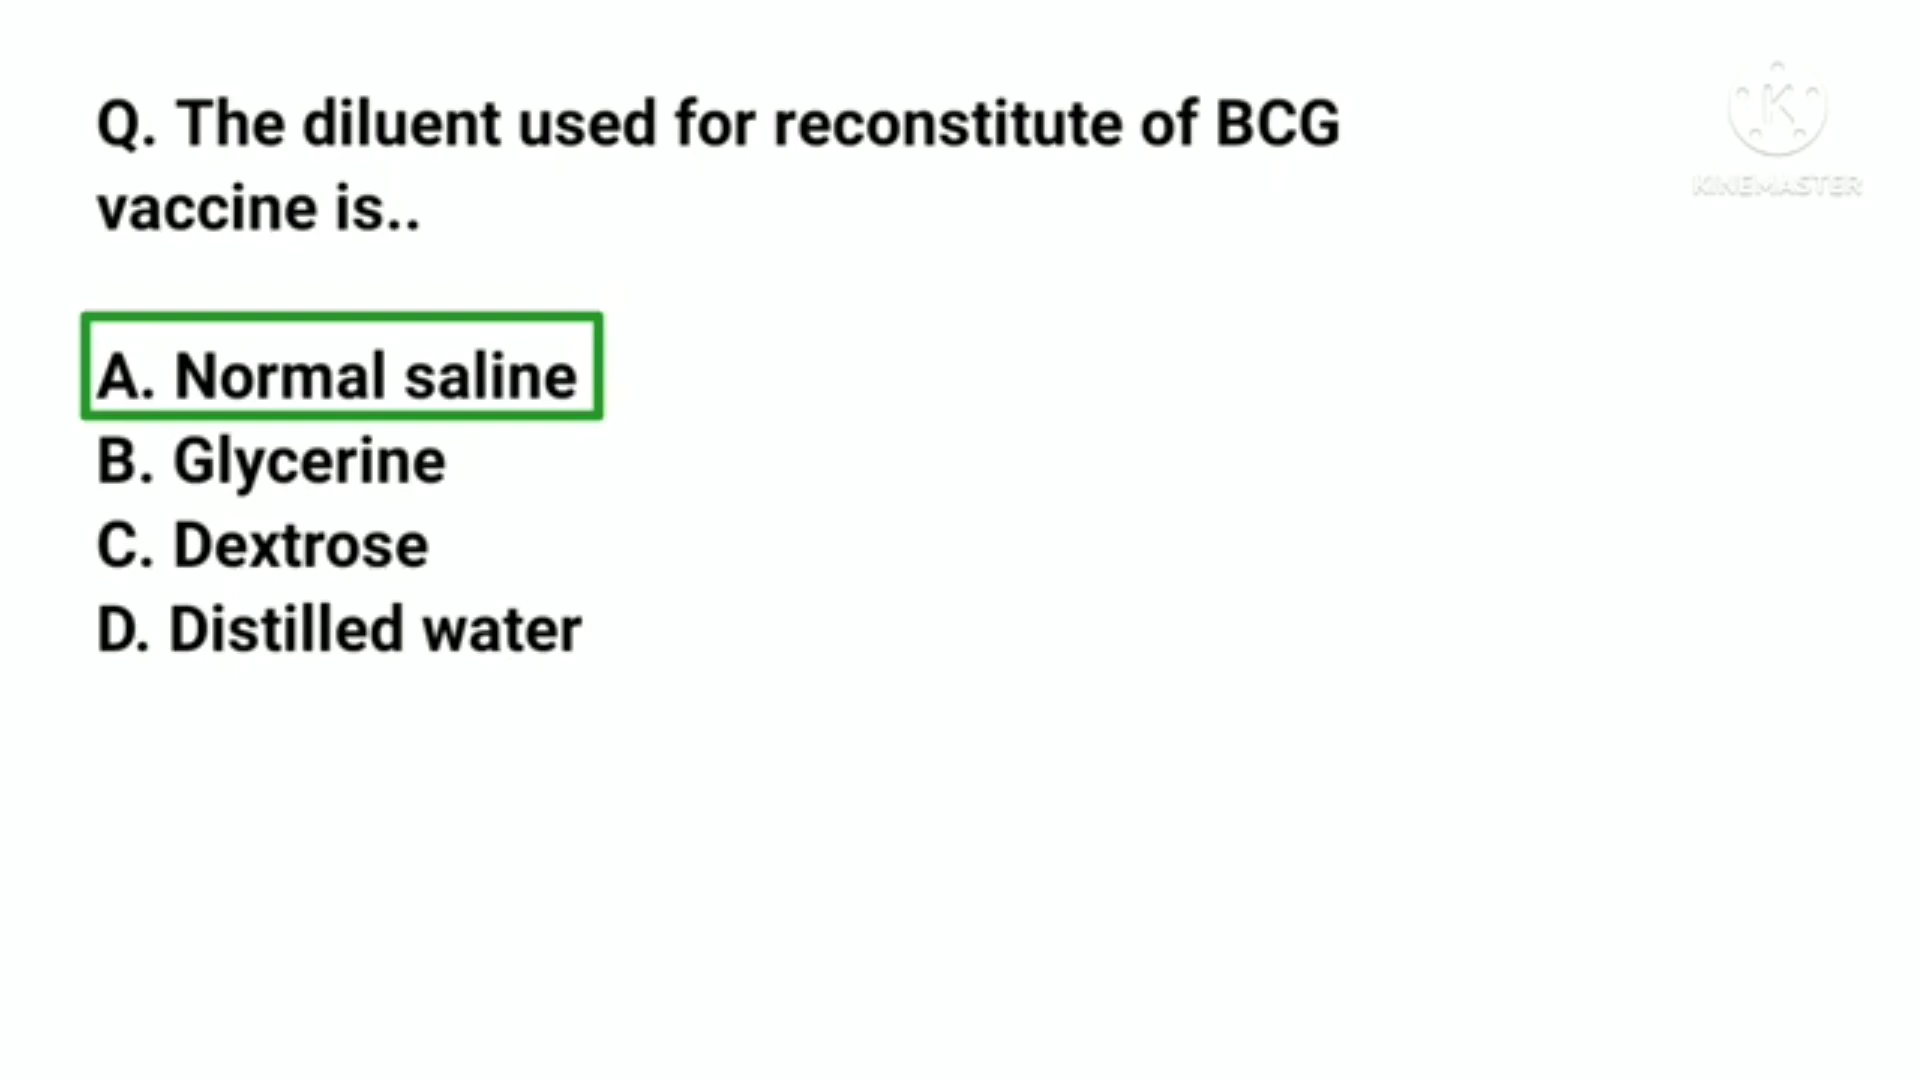 Q. The diluent used for reconstitute of BCG
vaccine is..
A. Normal saline
B. Glycerine
C. Dextrose
D. Distilled water
K
KINEMASTER